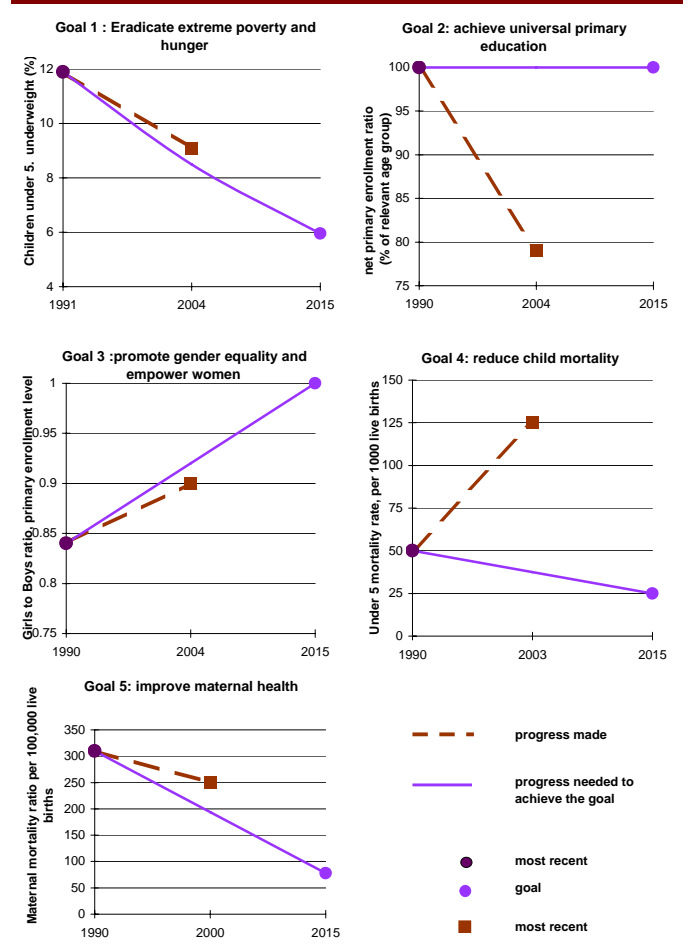 Goal 1 : Eradicate extreme poverty and
hunger
Children under 5. underweight (%)
12
10
8
6
4
1991
2004
2015
Goal 2: achieve universal primary
education
net primary enrollment ratio
(% of relevant age group)
100
95
90
85
80
75
1990
2004
2015
Goal 3 :promote gender equality and
empower women
Girls to Boys ratio, primary enrollment level
1
0.95
0.9
0.85
0.8
0.75
1990
2004
2015
Goal 4: reduce child mortality
Under 5 mortality rate, per 1000 live births
150
125
100
75
50
25
0
1990
2003
2015
Goal 5: improve maternal health
Maternal mortality ratio per 100,000 live
births
350
300
250
200
150
100
50
0
1990
2000
2015
progress made
progress needed to
achieve the goal
most recent
goal
most recent